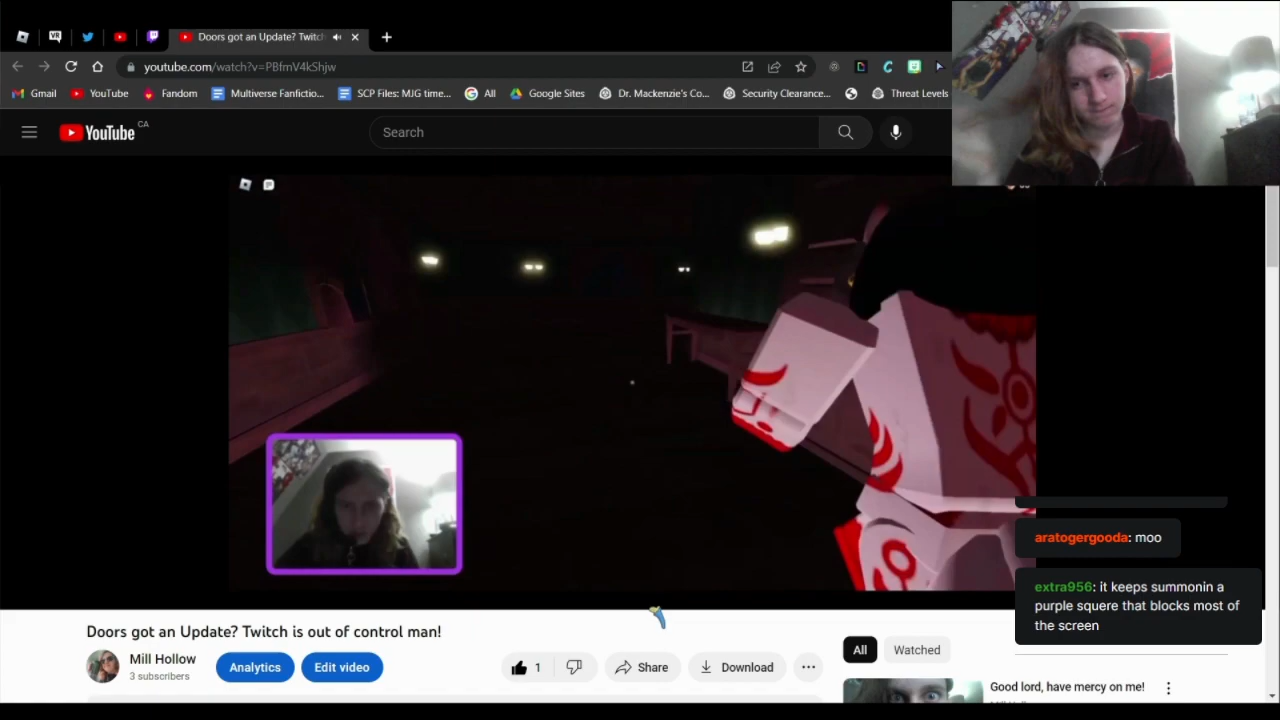 Doors got an Update? Twitch
youtube.com/watch?v=PBfmV4kShjw
Gmail
YouTube
Fandom
Multiverse Fanfictio...
SCP Files: MJG time...
All
Google Sites
Dr. Mackenzie's Co...
Security Clearance...
Threat Levels
YouTube CA
Search
aratogergooda: moo
extra956: it keeps summonin a
purple squere that blocks most of
the screen
Doors got an Update? Twitch is out of control man!
Mill Hollow
3 subscribers
Analytics
Edit video
1
Share
Download
All
Watched
Good lord, have mercy on me!